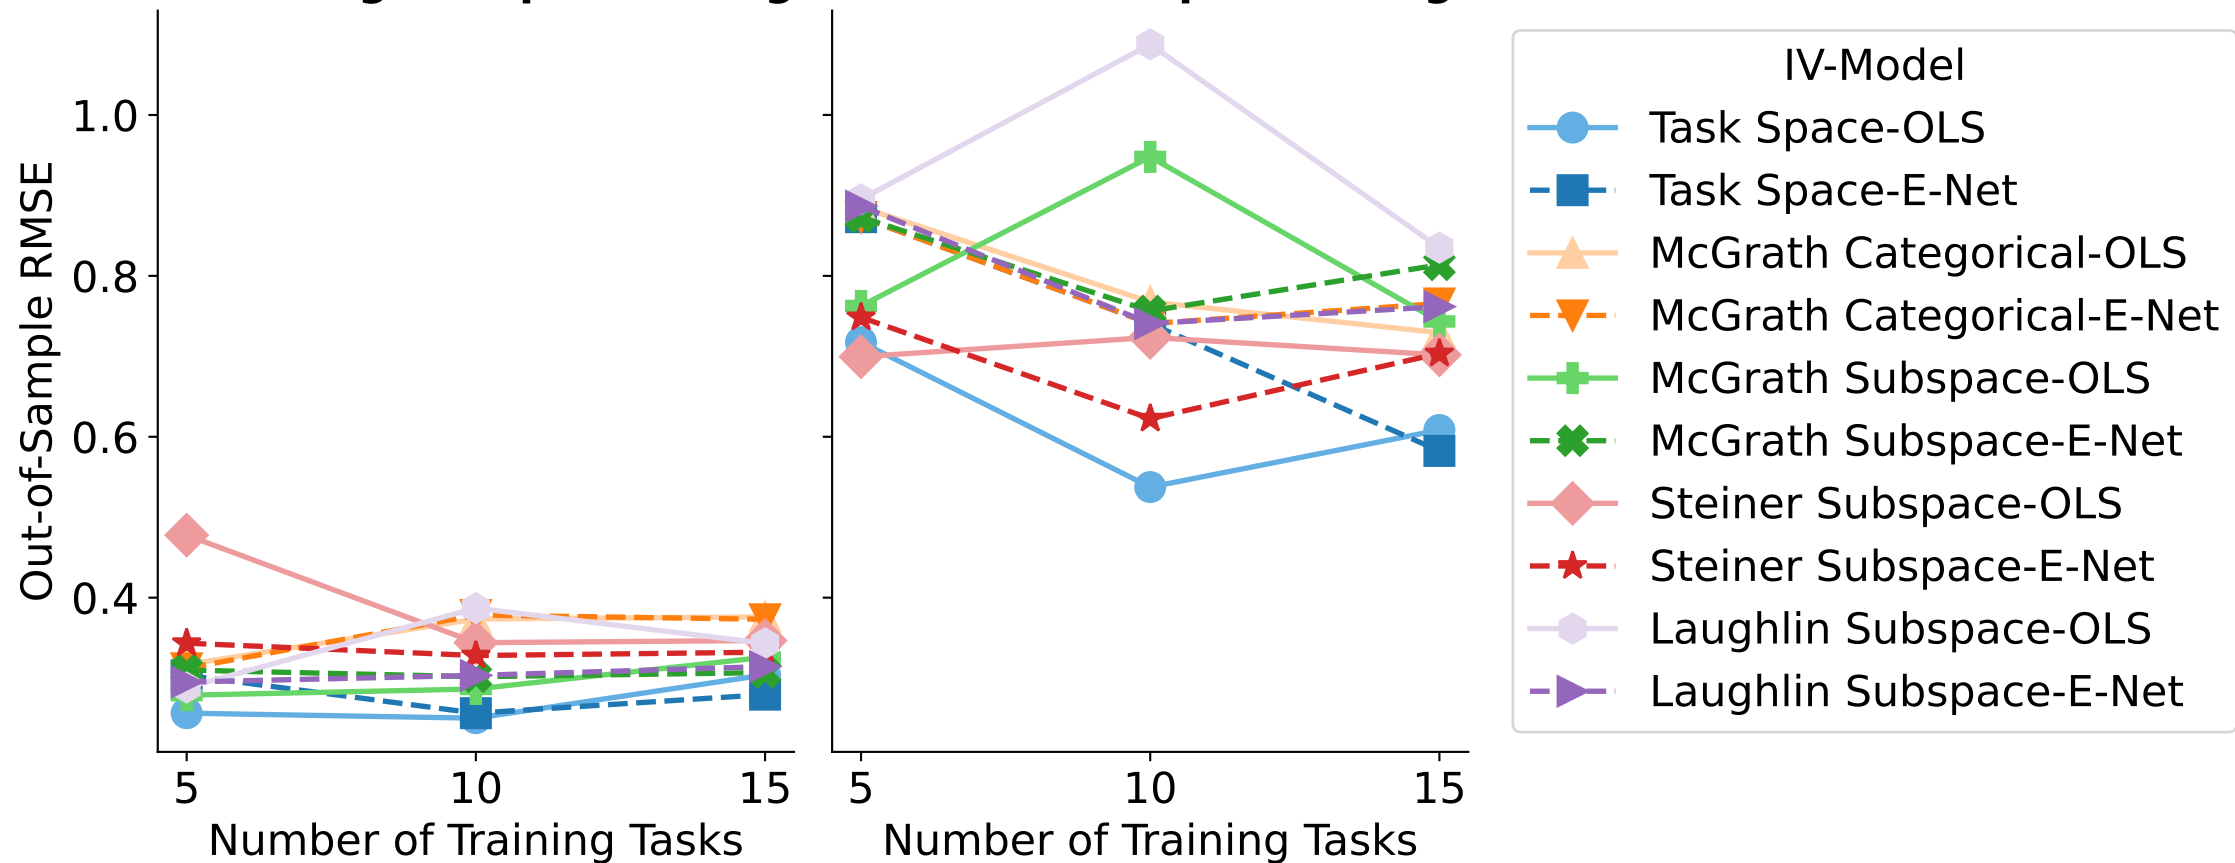 Out-of-Sample RMSE
1.0
0.8
0.6
0.4
5 10 15
Number of Training Tasks
5 10 15
Number of Training Tasks
IV-Model
Task Space-OLS
Task Space-E-Net
McGrath Categorical-OLS
McGrath Categorical-E-Net
McGrath Subspace-OLS
McGrath Subspace-E-Net
Steiner Subspace-OLS
Steiner Subspace-E-Net
Laughlin Subspace-OLS
Laughlin Subspace-E-Net